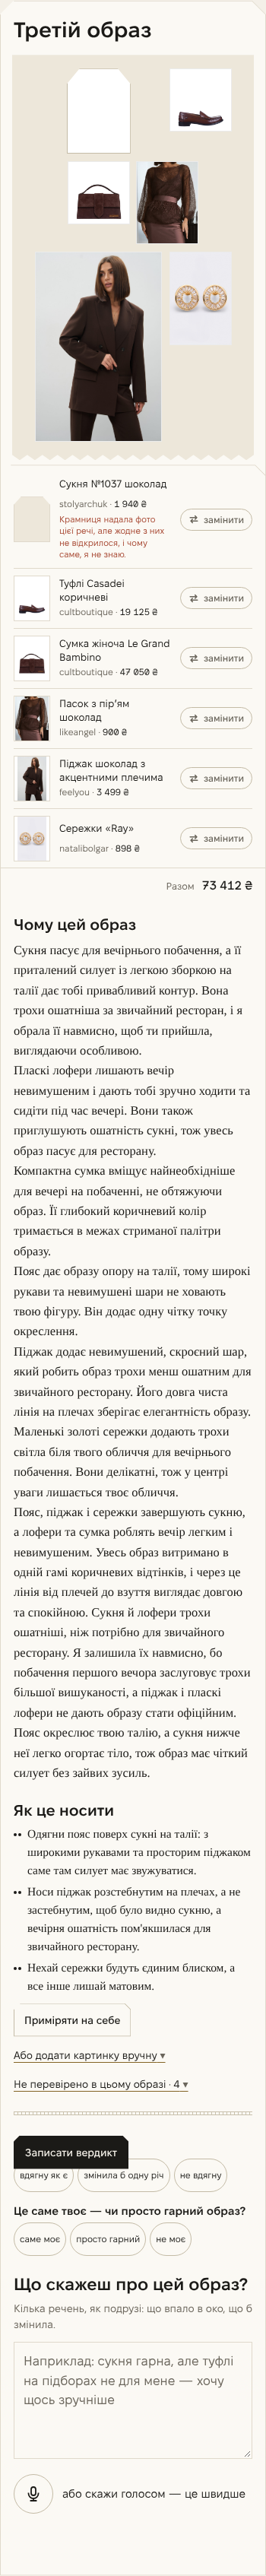 Третій образ
Сукня №1037 шоколад
stolyarchuk · 1 940 ₴
Крамниця надала фото
цієї речі, але жодне з них
не відкрилося, і чому
саме, я не знаю.
замінити
Туфлі Casadei
коричневі
cultboutique · 19 125 ₴
замінити
Сумка жіноча Le Grand
Bambino
cultboutique · 47 050 ₴
замінити
Пасок з пір’ям
шоколад
likeangel · 900 ₴
замінити
Піджак шоколад з
акцентними плечима
feelyou · 3 499 ₴
замінити
Сережки «Ray»
natalibolgar · 898 ₴
замінити
Разом 73 412 ₴
Чому цей образ
Сукня пасує для вечірнього побачення, а її
приталений силует із легкою зборкою на
талії дає тобі привабливий контур. Вона
трохи ошатніша за звичайний ресторан, і я
обрала її навмисно, щоб ти прийшла,
виглядаючи особливою.
Пласкі лофери лишають вечір
невимушеним і дають тобі зручно ходити та
сидіти під час вечері. Вони також
приглушують ошатність сукні, тож увесь
образ пасує для ресторану.
Компактна сумка вміщує найнеобхідніше
для вечері на побаченні, не обтяжуючи
образ. Її глибокий коричневий колір
тримається в межах стриманої палітри
образу.
Пояс дає образу опору на талії, тому широкі
рукави та невимушені шари не ховають
твою фігуру. Він додає одну чітку точку
окреслення.
Піджак додає невимушений, скроєний шар,
який робить образ трохи менш ошатним для
звичайного ресторану. Його довга чиста
лінія на плечах зберігає елегантність образу.
Маленькі золоті сережки додають трохи
світла біля твого обличчя для вечірнього
побачення. Вони делікатні, тож у центрі
уваги лишається твоє обличчя.
Пояс, піджак і сережки завершують сукню,
а лофери та сумка роблять вечір легким і
невимушеним. Увесь образ витримано в
одній гамі коричневих відтінків, і через це
лінія від плечей до взуття виглядає довгою
та спокійною. Сукня й лофери трохи
ошатніші, ніж потрібно для звичайного
ресторану. Я залишила їх навмисно, бо
побачення першого вечора заслуговує трохи
більшої вишуканості, а піджак і пласкі
лофери не дають образу стати офіційним.
Пояс окреслює твою талію, а сукня нижче
неї легко огортає тіло, тож образ має чіткий
силует без зайвих зусиль.
Як це носити
Одягни пояс поверх сукні на талії: з
широкими рукавами та просторим піджаком
саме там силует має звужуватися.
Носи піджак розстебнутим на плечах, а не
застебнутим, щоб було видно сукню, а
вечірня ошатність пом'якшилася для
звичайного ресторану.
Нехай сережки будуть єдиним блиском, а
все інше лишай матовим.
Приміряти на себе
Або додати картинку вручну ▾
Не перевірено в цьому образі · 4 ▾
Записати вердикт
вдягну як є
змінила б одну річ
не вдягну
Це саме твоє — чи просто гарний образ?
саме моє
просто гарний
не моє
Що скажеш про цей образ?
Кілька речень, як подрузі: що впало в око, що б
змінила.
Наприклад: сукня гарна, але туфлі
на підборах не для мене — хочу
щось зручніше
або скажи голосом — це швидше